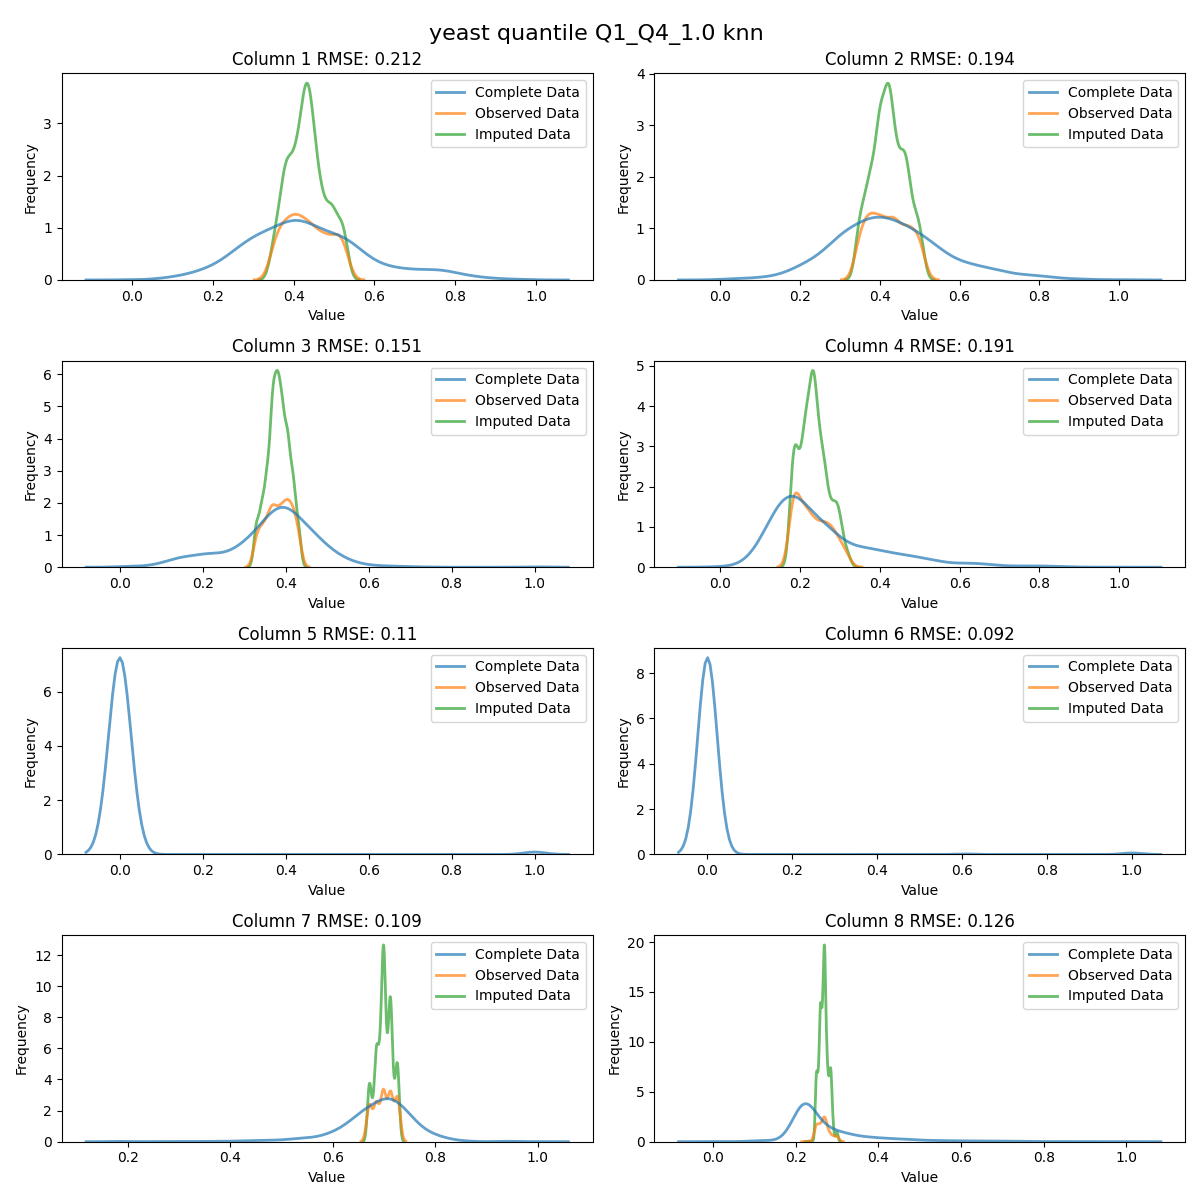 yeast quantile Q1_Q4_1.0 knn
Column 1 RMSE: 0.212
Frequency
0
1
2
3
0.0 0.2 0.4 0.6 0.8 1.0
Value
Complete Data
Observed Data
Imputed Data
Column 2 RMSE: 0.194
Frequency
0
1
2
3
4
0.0 0.2 0.4 0.6 0.8 1.0
Value
Complete Data
Observed Data
Imputed Data
Column 3 RMSE: 0.151
Frequency
0
1
2
3
4
5
6
0.0 0.2 0.4 0.6 0.8 1.0
Value
Complete Data
Observed Data
Imputed Data
Column 4 RMSE: 0.191
Frequency
0
1
2
3
4
5
0.0 0.2 0.4 0.6 0.8 1.0
Value
Complete Data
Observed Data
Imputed Data
Column 5 RMSE: 0.11
Frequency
0
2
4
6
0.0 0.2 0.4 0.6 0.8 1.0
Value
Complete Data
Observed Data
Imputed Data
Column 6 RMSE: 0.092
Frequency
0
2
4
6
8
0.0 0.2 0.4 0.6 0.8 1.0
Value
Complete Data
Observed Data
Imputed Data
Column 7 RMSE: 0.109
Frequency
0
2
4
6
8
10
12
0.2 0.4 0.6 0.8 1.0
Value
Complete Data
Observed Data
Imputed Data
Column 8 RMSE: 0.126
Frequency
0
5
10
15
20
0.0 0.2 0.4 0.6 0.8 1.0
Value
Complete Data
Observed Data
Imputed Data